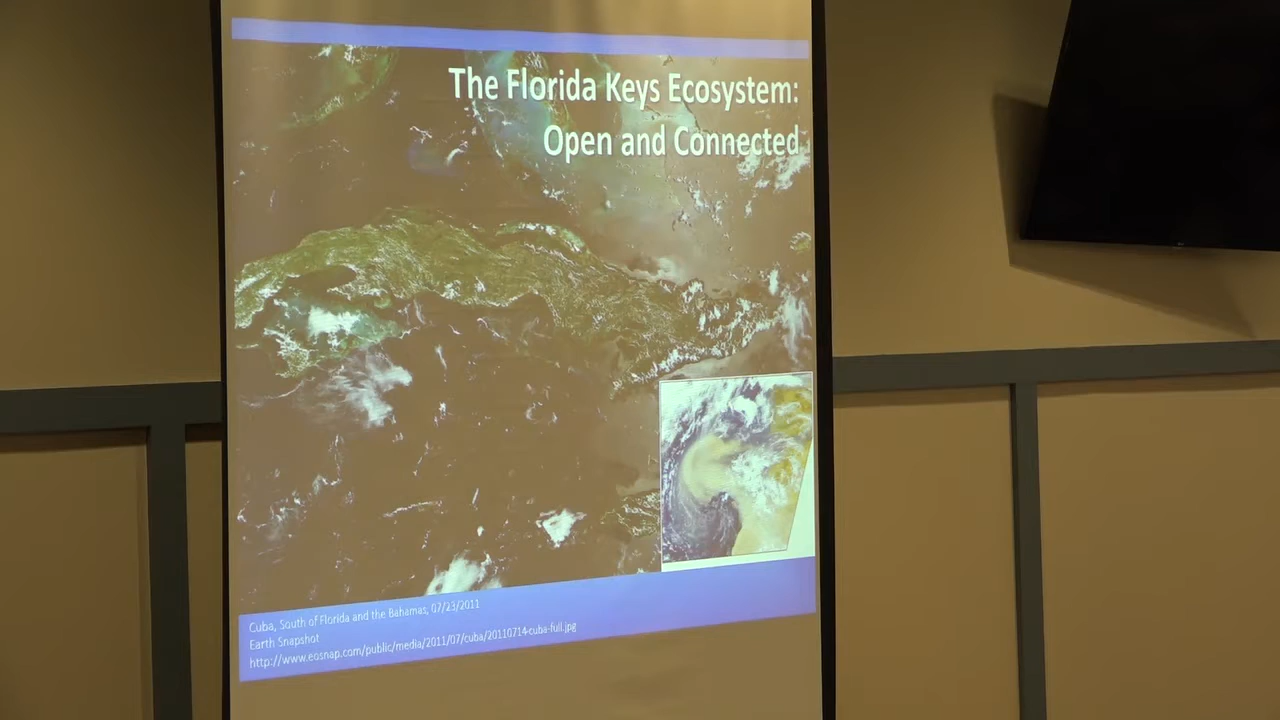 The Florida Keys Ecosystem:
Open and Connected
Cuba, South of Florida and the Bahamas, 07/23/2011
Earth Snapshot
http://www.eosnap.com/public/media/2011/07/cuba/20110714-cuba-full.jpg